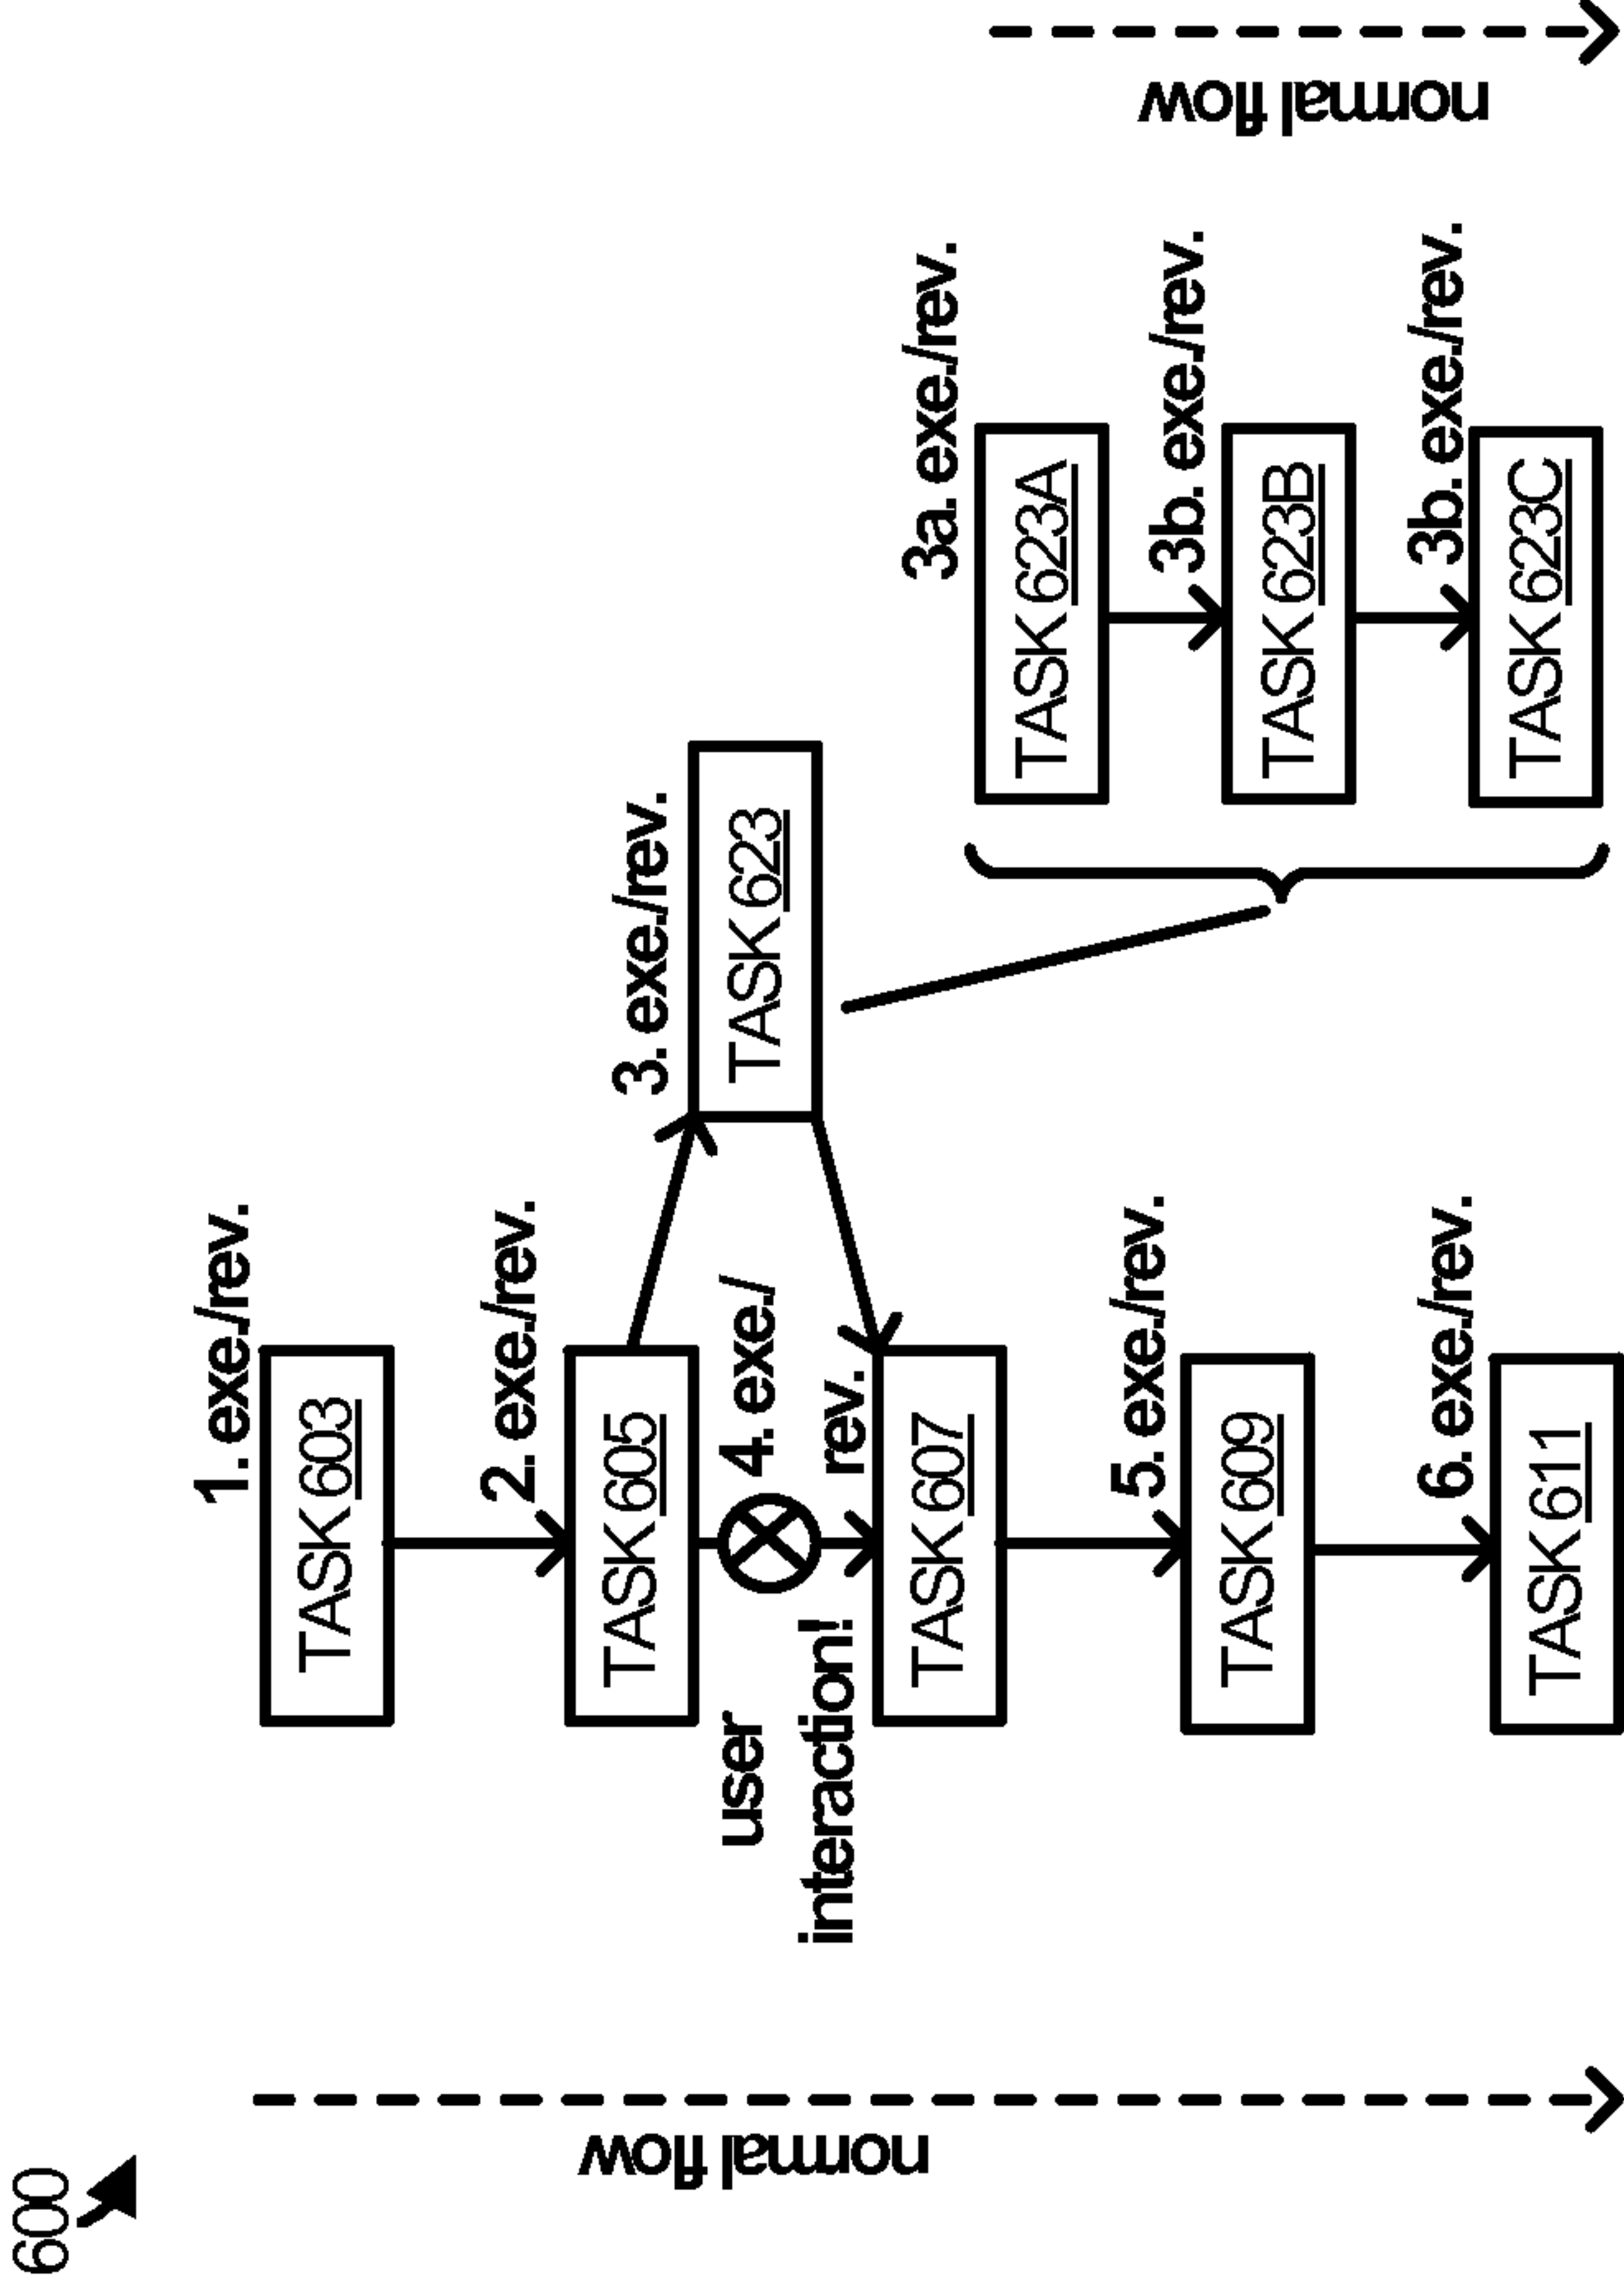 600
normal flow
1. exe./rev.
TASK 603
2. exe./rev.
TASK 605
user
interaction!
4. exe./
rev.
3. exe./rev.
TASK 623
TASK 607
5. exe./rev.
TASK 609
6. exe./rev.
TASK 611
3a. exe./rev.
TASK 623A
3b. exe./rev.
TASK 623B
3b. exe./rev.
TASK 623C
normal flow